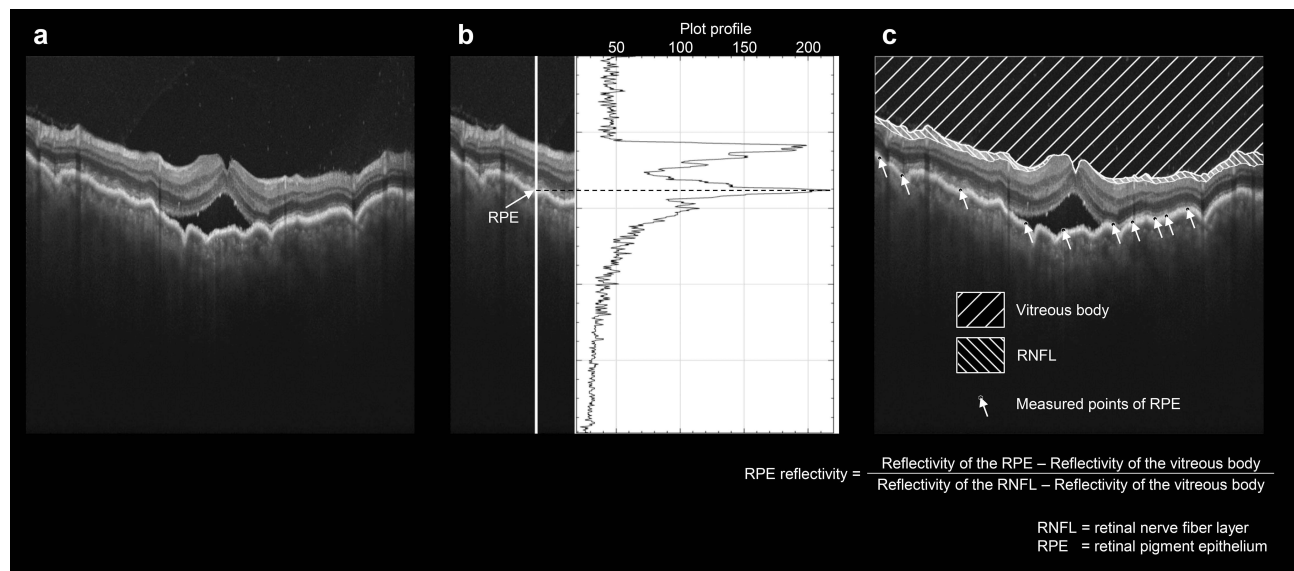 a
b
Plot profile
50 100 150 200
RPE
c
Vitreous body
RNFL
Measured points of RPE
RPE reflectivity = Reflectivity of the RPE – Reflectivity of the vitreous body
Reflectivity of the RNFL – Reflectivity of the vitreous body
RNFL = retinal nerve fiber layer
RPE = retinal pigment epithelium